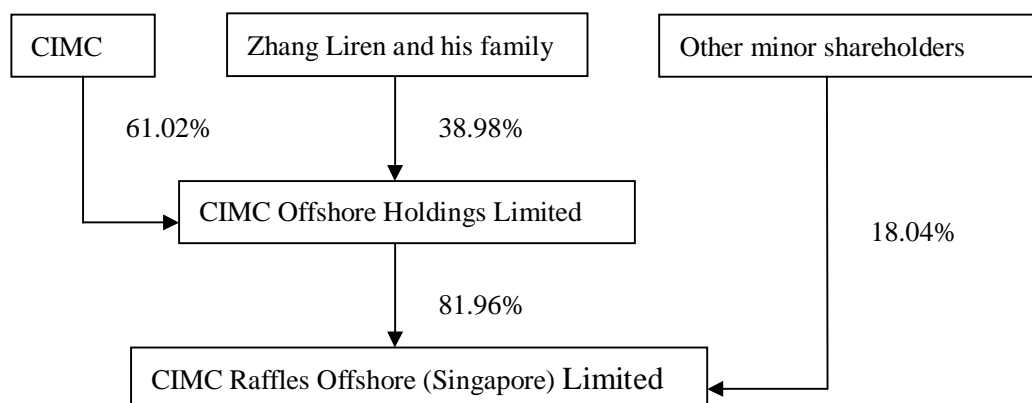 CIMC
Zhang Liren and his family
Other minor shareholders
61.02%
38.98%
CIMC Offshore Holdings Limited
18.04%
81.96%
CIMC Raffles Offshore (Singapore) Limited